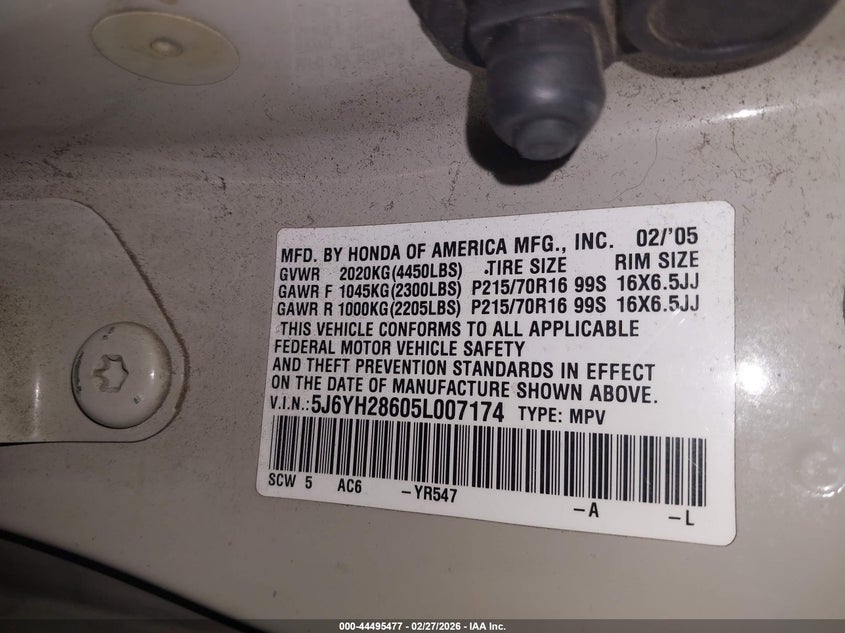 MFD. BY HONDA OF AMERICA MFG., INC. 02/'05
GVWR 2020KG(4450LBS) TIRE SIZE RIM SIZE
GAWR F 1045KG(2300LBS) P215/70R16 99S 16X6.5JJ
GAWR R 1000KG(2205LBS) P215/70R16 99S 16X6.5JJ
THIS VEHICLE CONFORMS TO ALL APPLICABLE
FEDERAL MOTOR VEHICLE SAFETY
AND THEFT PREVENTION STANDARDS IN EFFECT
ON THE DATE OF MANUFACTURE SHOWN ABOVE.
V.I.N.:5J6YH28605L007174 TYPE: MPV
SCW 5 AC6 -YR547 -A -L
000-44495477 - 02/27/2026 - IAA Inc.